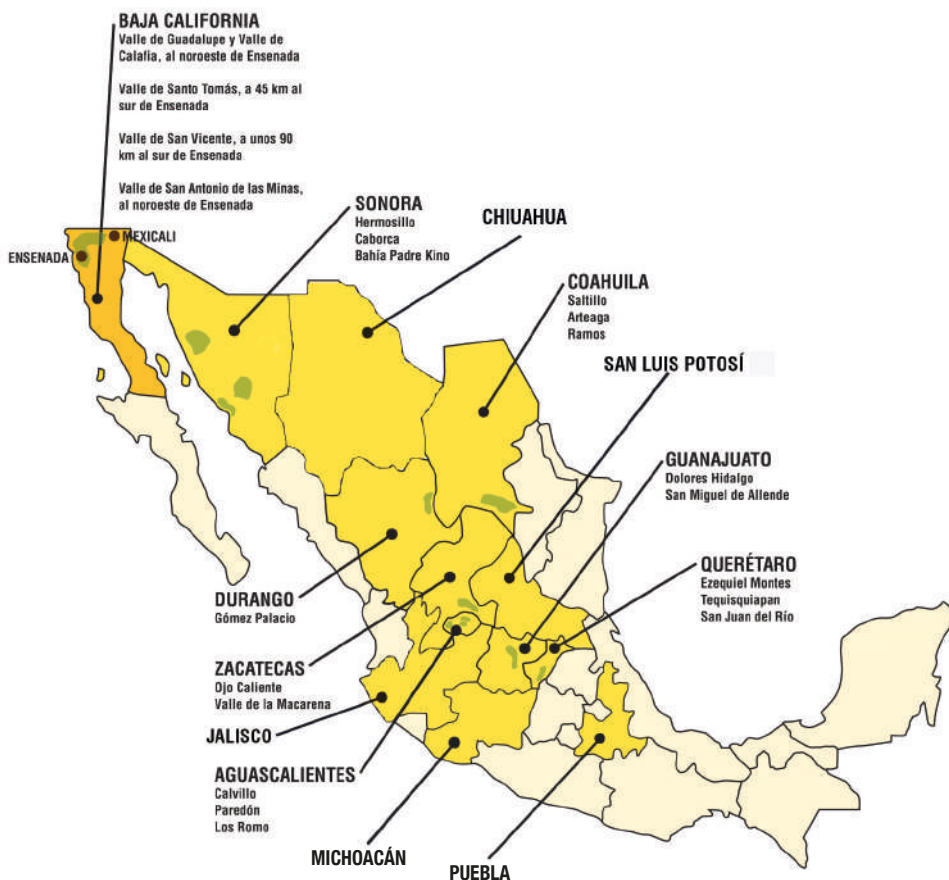 BAJA CALIFORNIA
Valle de Guadalupe y Valle de
Calafia, al noroeste de Ensenada
Valle de Santo Tomás, a 45 km al
sur de Ensenada
Valle de San Vicente, a unos 90
km al sur de Ensenada
Valle de San Antonio de las Minas,
al noroeste de Ensenada
MEXICALI
ENSENADA
SONORA
Hermosillo
Caborca
Bahía Padre Kino
CHIUAHUA
COAHUILA
Saltillo
Arteaga
Ramos
SAN LUIS POTOSÍ
GUANAJUATO
Dolores Hidalgo
San Miguel de Allende
QUERÉTARO
Ezequiel Montes
Tequisquiapan
San Juan del Río
DURANGO
Gómez Palacio
ZACATECAS
Ojo Caliente
Valle de la Macarena
JALISCO
AGUASCALIENTES
Calvillo
Paredón
Los Romo
MICHOACÁN
PUEBLA